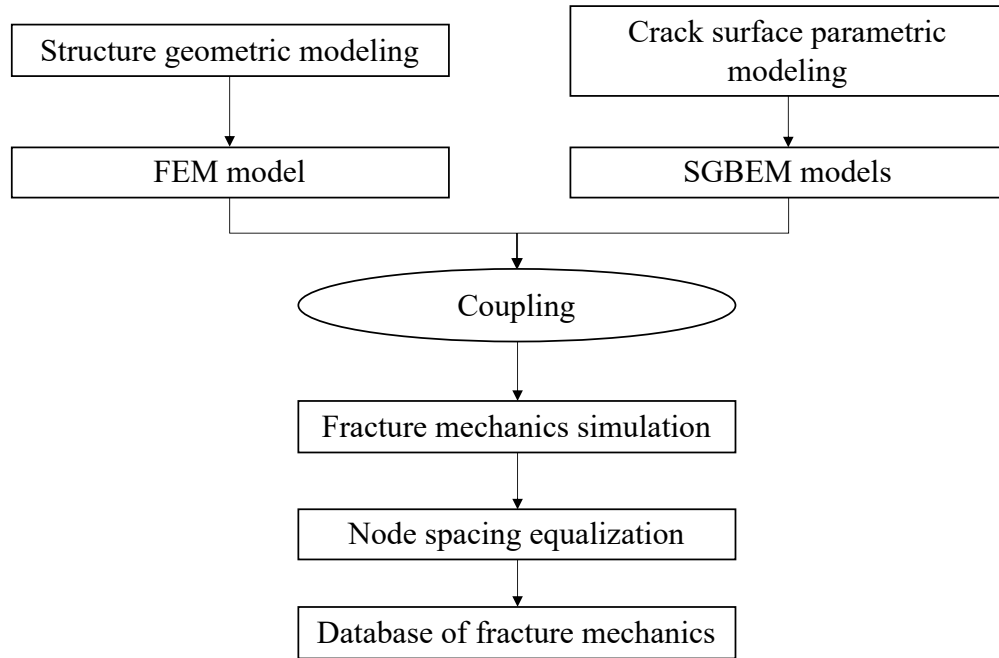 Structure geometric modeling
Crack surface parametric
modeling
FEM model
SGBEM models
Coupling
Fracture mechanics simulation
Node spacing equalization
Database of fracture mechanics